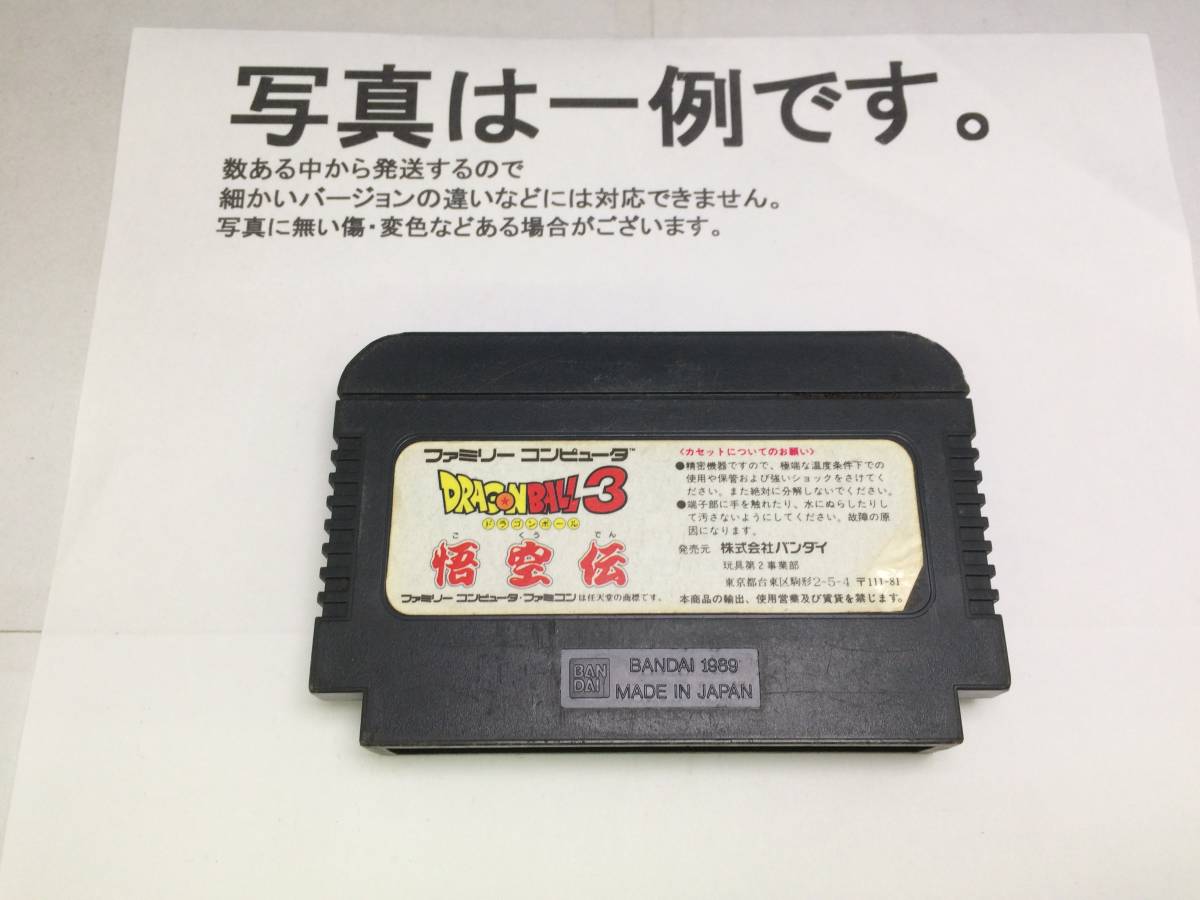 写真は一例です。
数ある中から発送するので
細かいバージョンの違いなどには対応できません。
写真に無い傷・変色などある場合がございます。
ファミリー コンピュータ™
DRAGON BALL 3
ドラゴンボール
ご くう でん
悟空伝
ファミリー コンピュータ・ファミコンは任天堂の商標です。
〈カセットについてのお願い〉
●精密機器ですので、極端な温度条件下での
使用や保管および強いショックをさけてく
ださい。また絶対に分解しないでください。
●端子部に手を触れたり、水にぬらしたりし
て汚さないようにしてください。故障の原
因になります。
発売元 株式会社バンダイ
玩具第2事業部
東京都台東区駒形2-5-4 〒111-81
本商品の輸出、使用営業及び賃貸を禁じます。
BAN
DAI
BANDAI 1989
MADE IN JAPAN